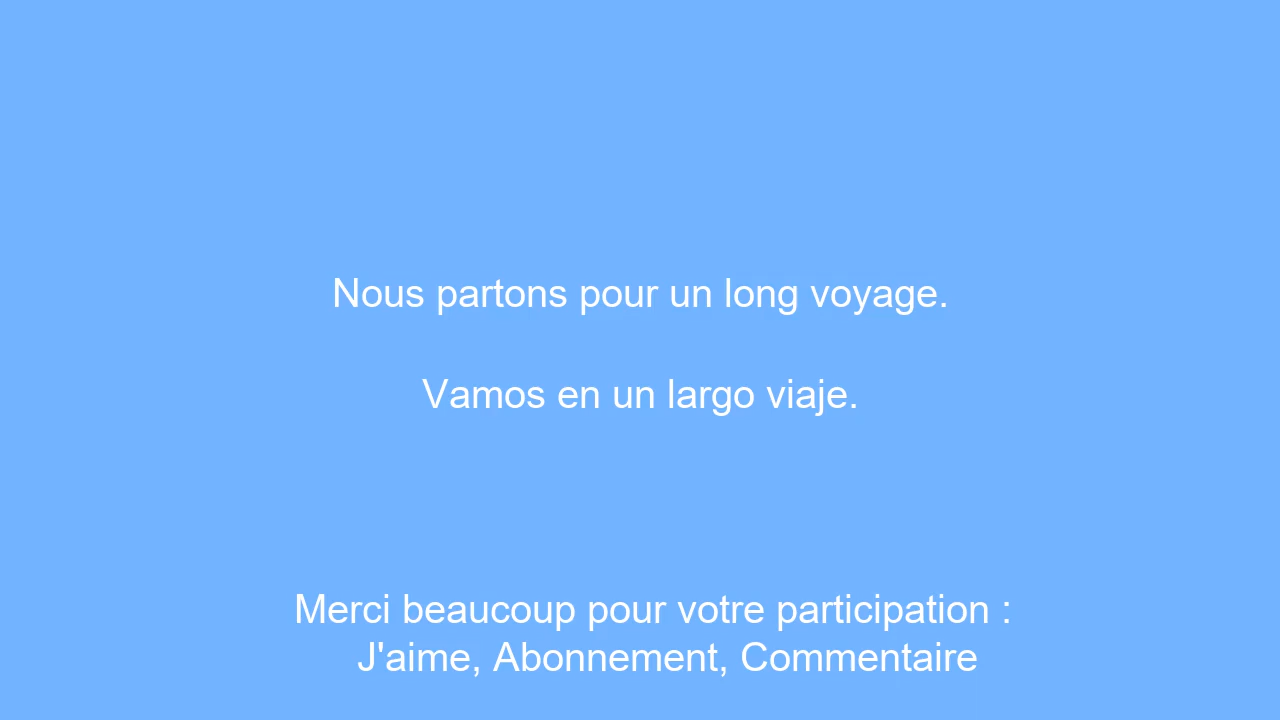 Nous partons pour un long voyage.
Vamos en un largo viaje.
Merci beaucoup pour votre participation :
J'aime, Abonnement, Commentaire